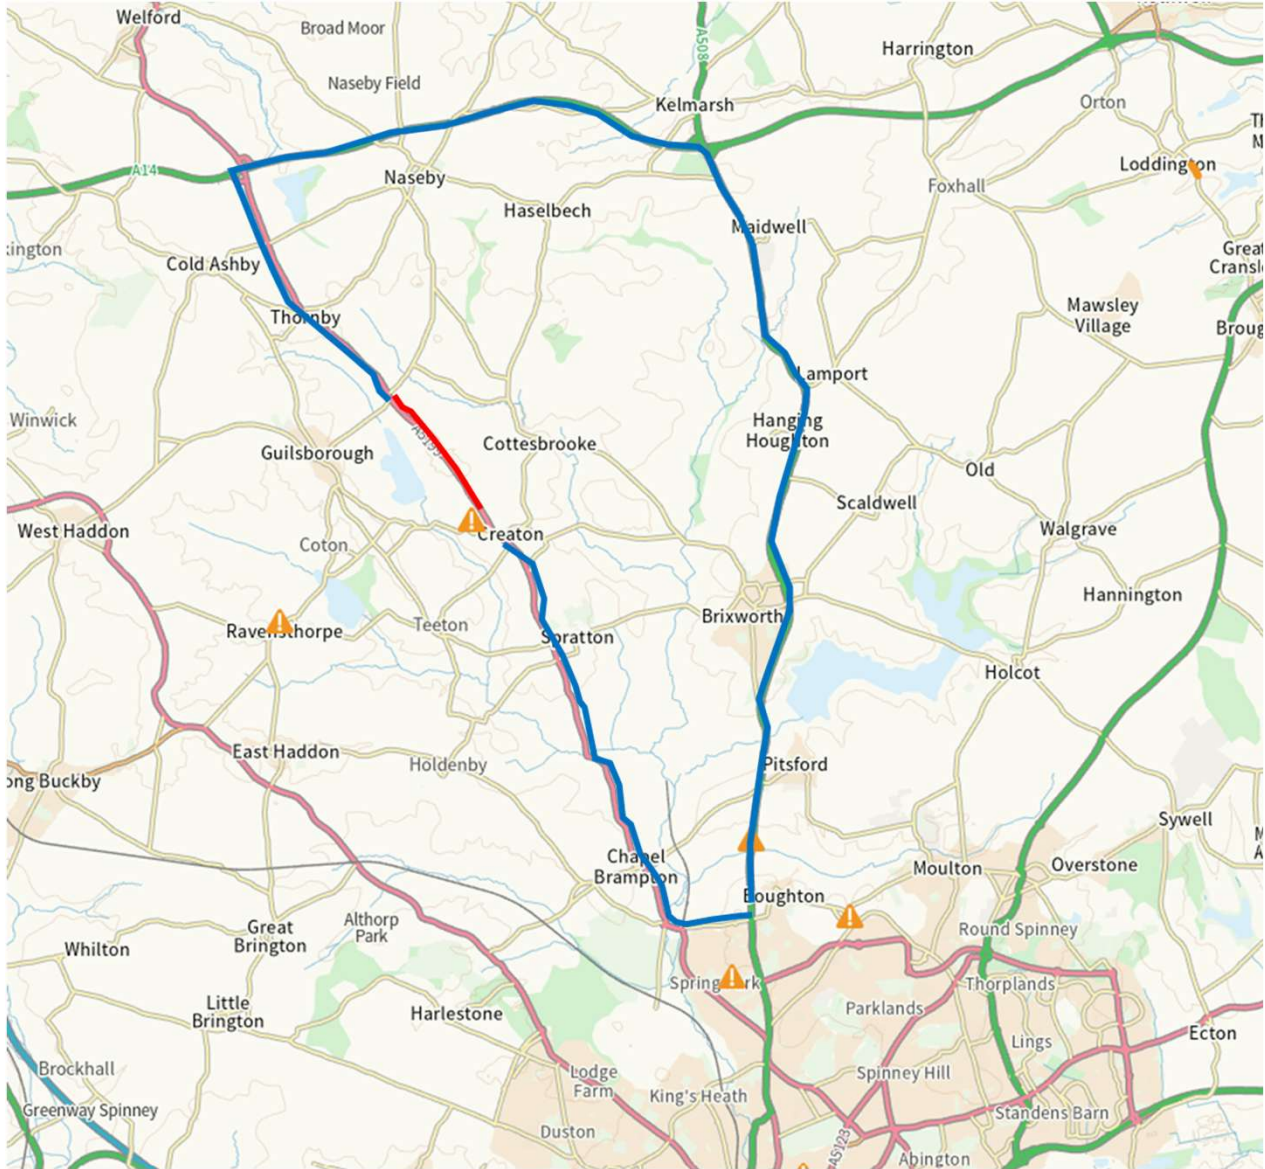 Welford
Broad Moor
A508
Harrington
Naseby Field
Kelmarsh
Orton
A14
Naseby
Loddington
Foxhall
Haselbech
Maidwell
kington
Cold Ashby
Great
Cransl
Thornby
Mawsley
Village
Broug
Lamport
Winwick
Hanging
Houghton
Guilsborough
Cottesbrooke
Old
Scaldwell
West Haddon
Creaton
Walgrave
Coton
Hannington
Ravensthorpe
Teeton
Spratton
Brixworth
Holcot
East Haddon
Holdenby
Pitsford
ong Buckby
Sywell
Chapel
Brampton
Moulton
Overstone
Boughton
Althorp
Park
Great
Brington
Whilton
Round Spinney
Thorplands
Little
Brington
Harlestone
Parklands
Ecton
Lings
Brockhall
Lodge
Farm
Spinney Hill
King's Heath
Greenway Spinney
Standens Barn
Duston
A5123
Abington